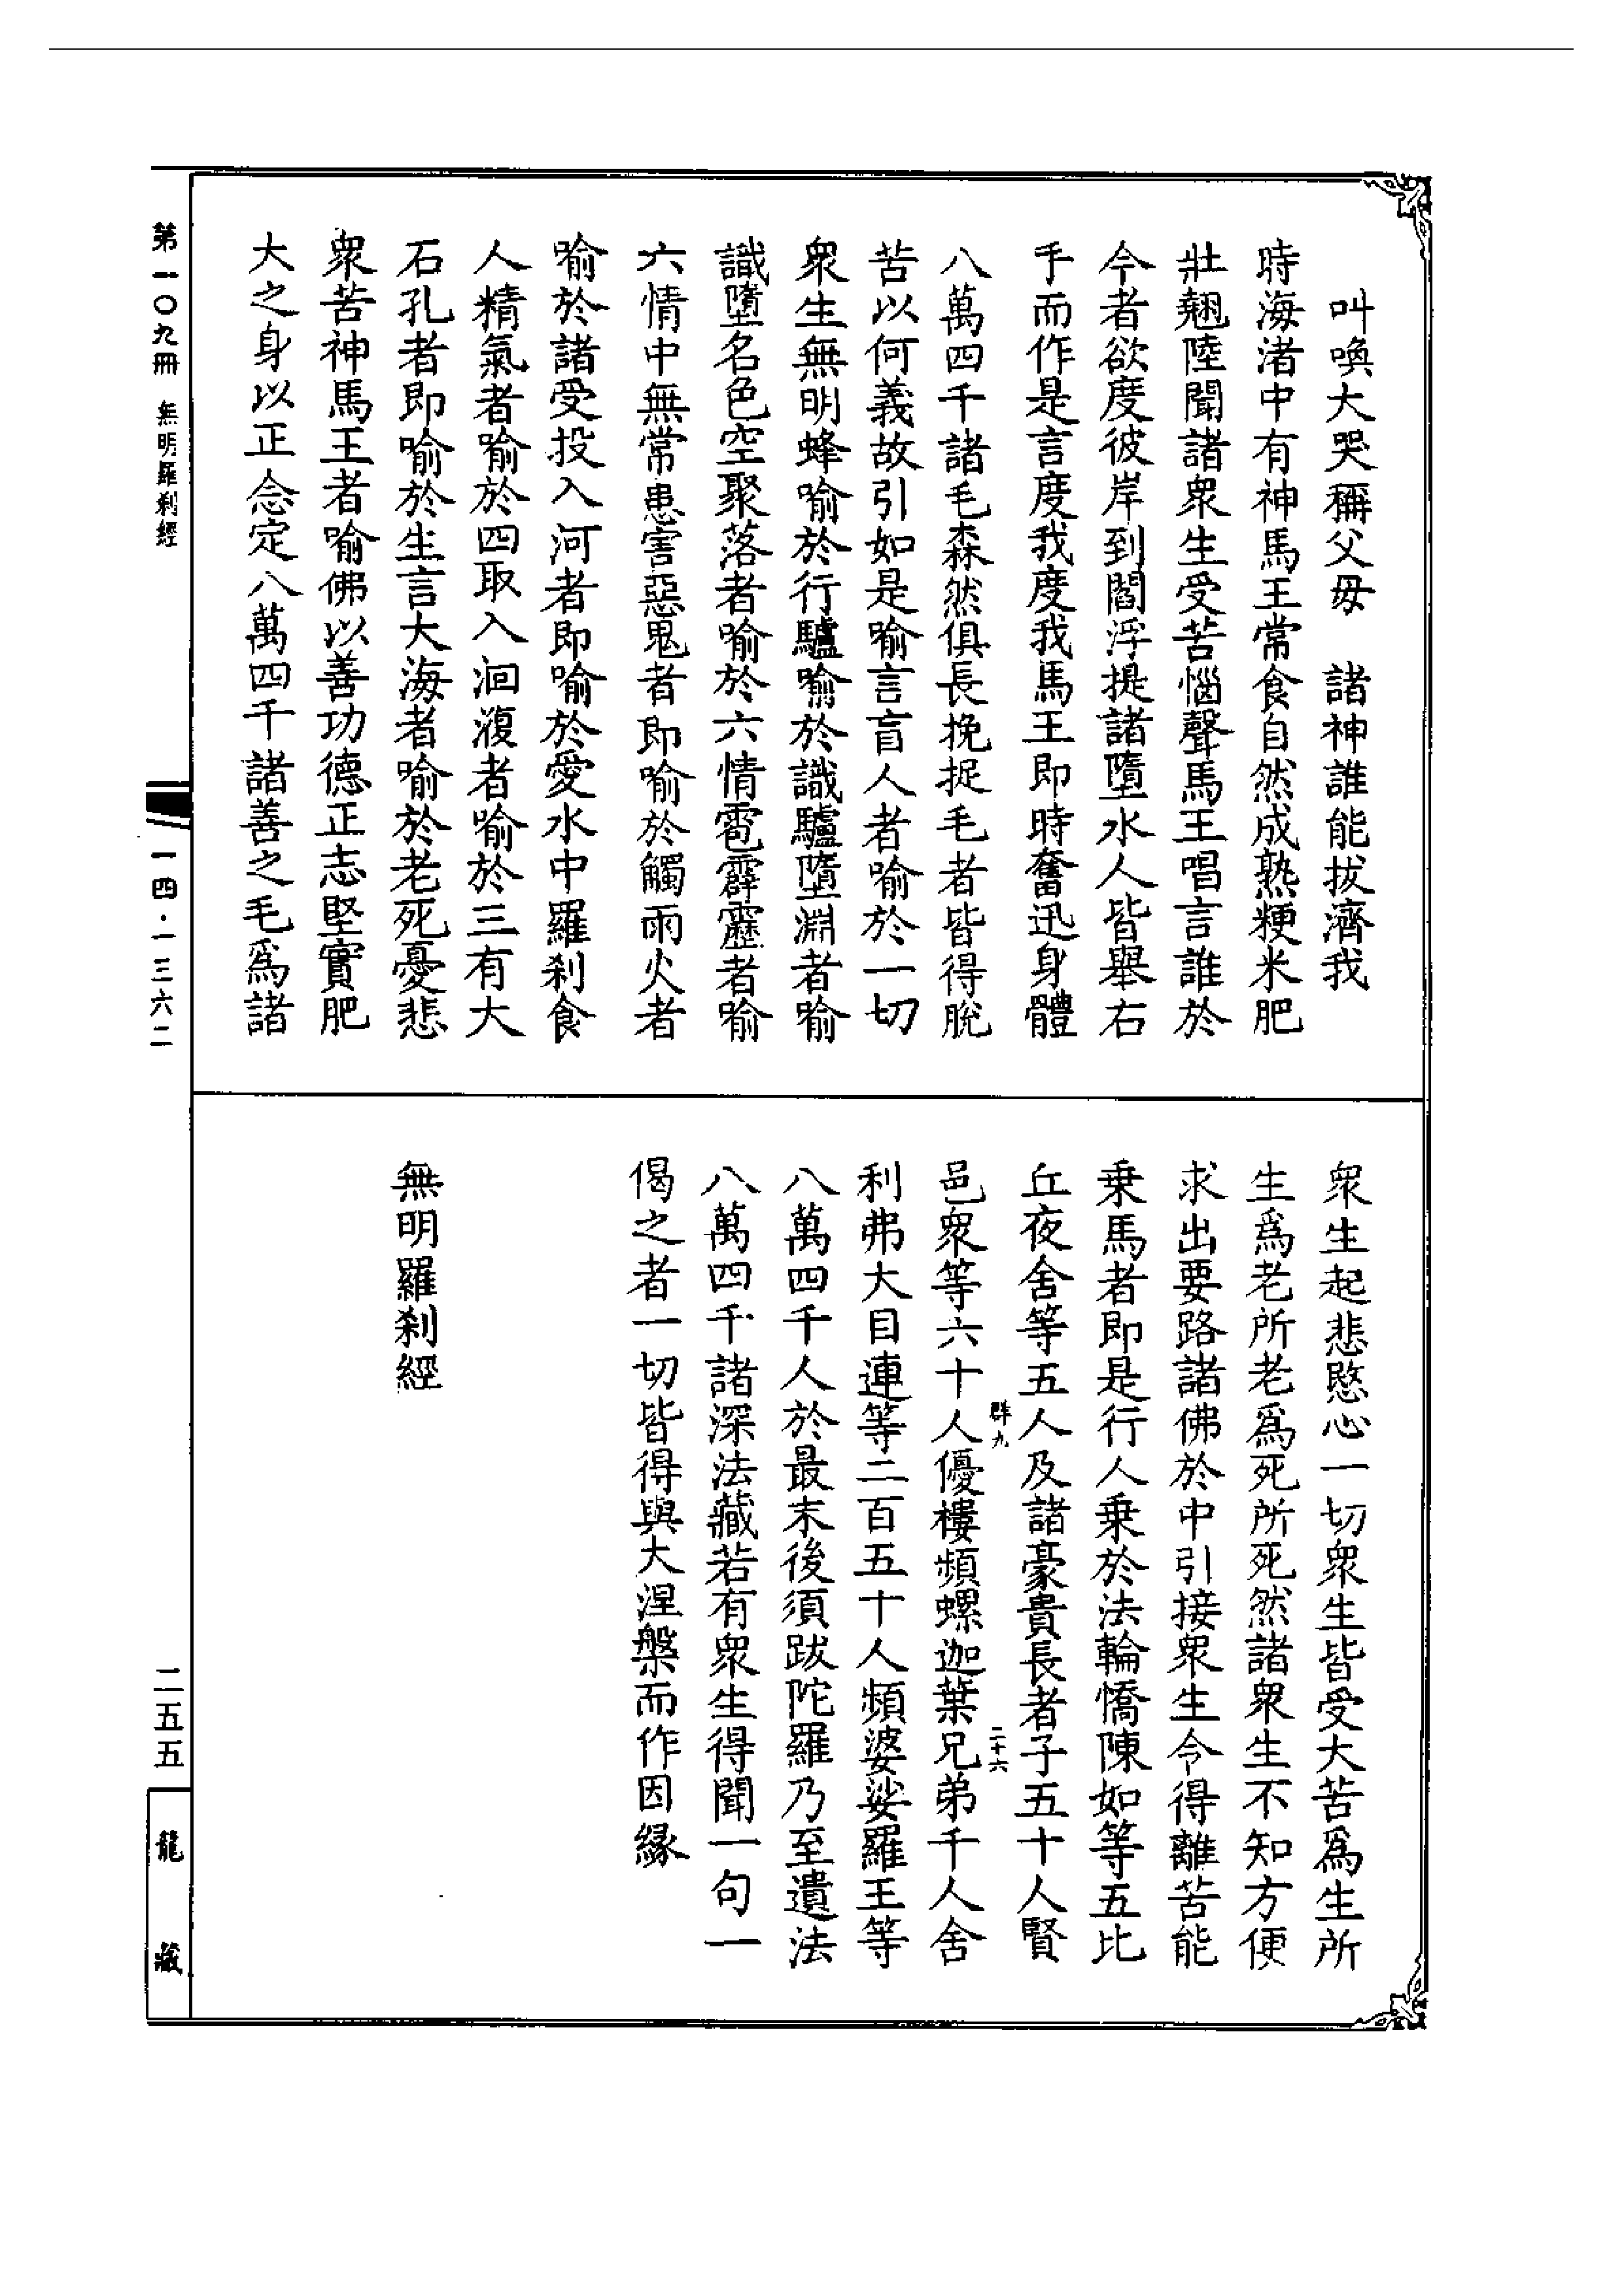 叫喚大哭稱父母　諸神誰能拔濟我
時海渚中有神馬王常食自然成熟粳米肥
壯翹陸聞諸衆生受苦惱聲馬王唱言誰於
今者欲度彼岸到閻浮提諸墮水人皆舉右
手而作是言度我度我馬王即時奮迅身體
八萬四千諸毛森然俱長挽捉毛者皆得脫
苦以何義故引如是喻言盲人者喻於一切
衆生無明蜂喻於行驢喻於識驢墮淵者喻
識墮名色空聚落者喻於六情雹霹靂者喻
六情中無常患害惡鬼者即喻於觸雨火者
喻於諸受投入河者即喻於愛水中羅刹食
人精氣者喻於四取入洄澓者喻於三有大
石孔者即喻於生言大海者喻於老死憂悲
衆苦神馬王者喻佛以善功德正志堅實肥
大之身以正念定八萬四千諸善之毛爲諸
衆生起悲愍心一切衆生皆受大苦爲生所
生爲老所老爲死所死然諸衆生不知方便
求出要路諸佛於中引接衆生令得離苦能
乗馬者即是行人乗於法輪憍陳如等五比
丘夜舍等五人及諸豪貴長者子五十人賢
群九　二十六
邑衆等六十人優樓頻螺迦葉兄弟千人舍
利弗大目連等二百五十人頻婆娑羅王等
八萬四千人於最末後須跋陀羅乃至遺法
八萬四千諸深法藏若有衆生得聞一句一
偈之者一切皆得與大涅槃而作因緣
無明羅刹經
第一〇九冊　無明羅刹經
一四·一三六二
二五五
龍藏